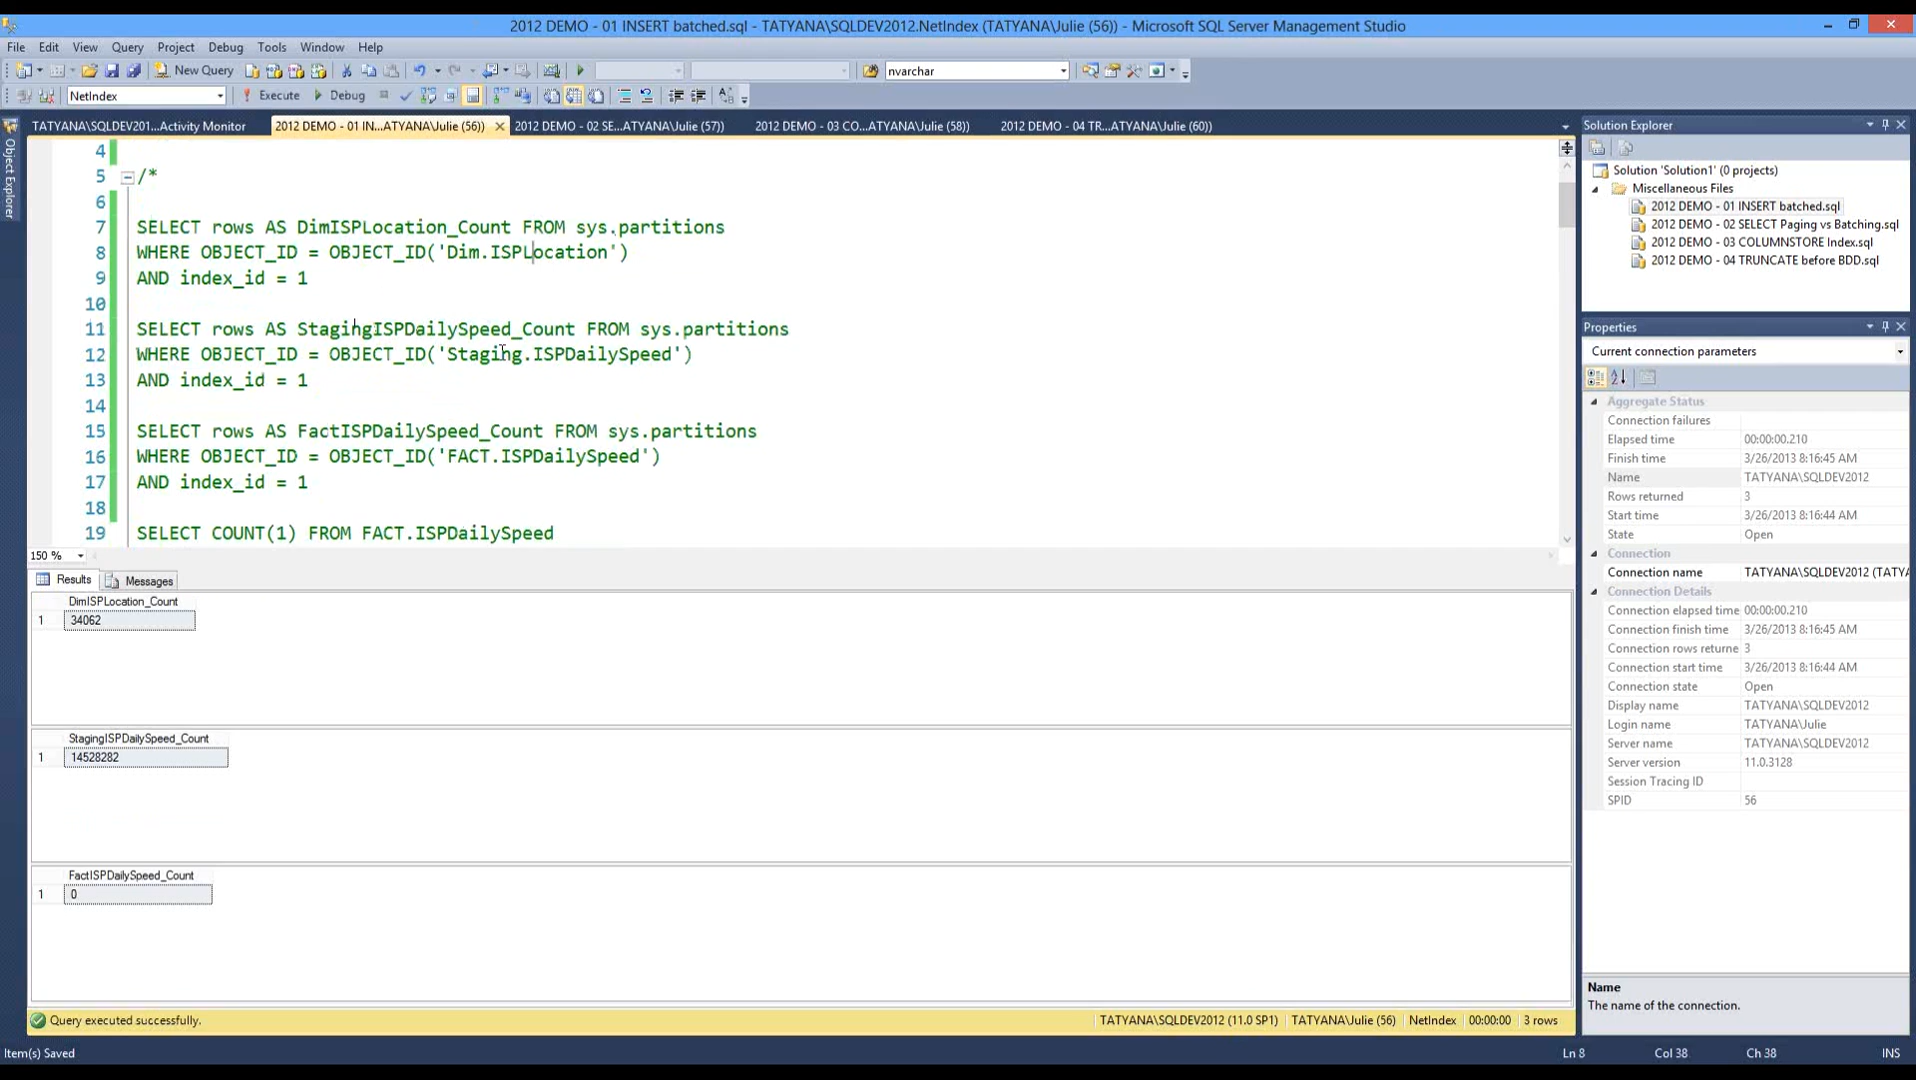 2012 DEMO - 01 INSERT batched.sql - TATYANA\SQLDEV2012.NetIndex (TATYANA\Julie (56)) - Microsoft SQL Server Management Studio
File Edit View Query Project Debug Tools Window Help
New Query nvarchar
NetIndex Execute Debug
TATYANA\SQLDEV201...Activity Monitor 2012 DEMO - 01 IN...ATYANA\Julie (56)) 2012 DEMO - 02 SE...ATYANA\Julie (57)) 2012 DEMO - 03 CO...ATYANA\Julie (58)) 2012 DEMO - 04 TR...ATYANA\Julie (60))
Object Explorer
4
5 /*
6
7 SELECT rows AS DimISPLocation_Count FROM sys.partitions
8 WHERE OBJECT_ID = OBJECT_ID('Dim.ISPLocation')
9 AND index_id = 1
10
11 SELECT rows AS StagingISPDailySpeed_Count FROM sys.partitions
12 WHERE OBJECT_ID = OBJECT_ID('Staging.ISPDailySpeed')
13 AND index_id = 1
14
15 SELECT rows AS FactISPDailySpeed_Count FROM sys.partitions
16 WHERE OBJECT_ID = OBJECT_ID('FACT.ISPDailySpeed')
17 AND index_id = 1
18
19 SELECT COUNT(1) FROM FACT.ISPDailySpeed
150 %
Results Messages
DimISPLocation_Count
1 34062
StagingISPDailySpeed_Count
1 14528282
FactISPDailySpeed_Count
1 0
Query executed successfully. TATYANA\SQLDEV2012 (11.0 SP1) TATYANA\Julie (56) NetIndex 00:00:00 3 rows
Solution Explorer
Solution 'Solution1' (0 projects)
Miscellaneous Files
2012 DEMO - 01 INSERT batched.sql
2012 DEMO - 02 SELECT Paging vs Batching.sql
2012 DEMO - 03 COLUMNSTORE Index.sql
2012 DEMO - 04 TRUNCATE before BDD.sql
Properties
Current connection parameters
Aggregate Status
Connection failures
Elapsed time 00:00:00.210
Finish time 3/26/2013 8:16:45 AM
Name TATYANA\SQLDEV2012
Rows returned 3
Start time 3/26/2013 8:16:44 AM
State Open
Connection
Connection name TATYANA\SQLDEV2012 (TATYA
Connection Details
Connection elapsed time 00:00:00.210
Connection finish time 3/26/2013 8:16:45 AM
Connection rows returne 3
Connection start time 3/26/2013 8:16:44 AM
Connection state Open
Display name TATYANA\SQLDEV2012
Login name TATYANA\Julie
Server name TATYANA\SQLDEV2012
Server version 11.0.3128
Session Tracing ID
SPID 56
Name
The name of the connection.
Item(s) Saved Ln 8 Col 38 Ch 38 INS